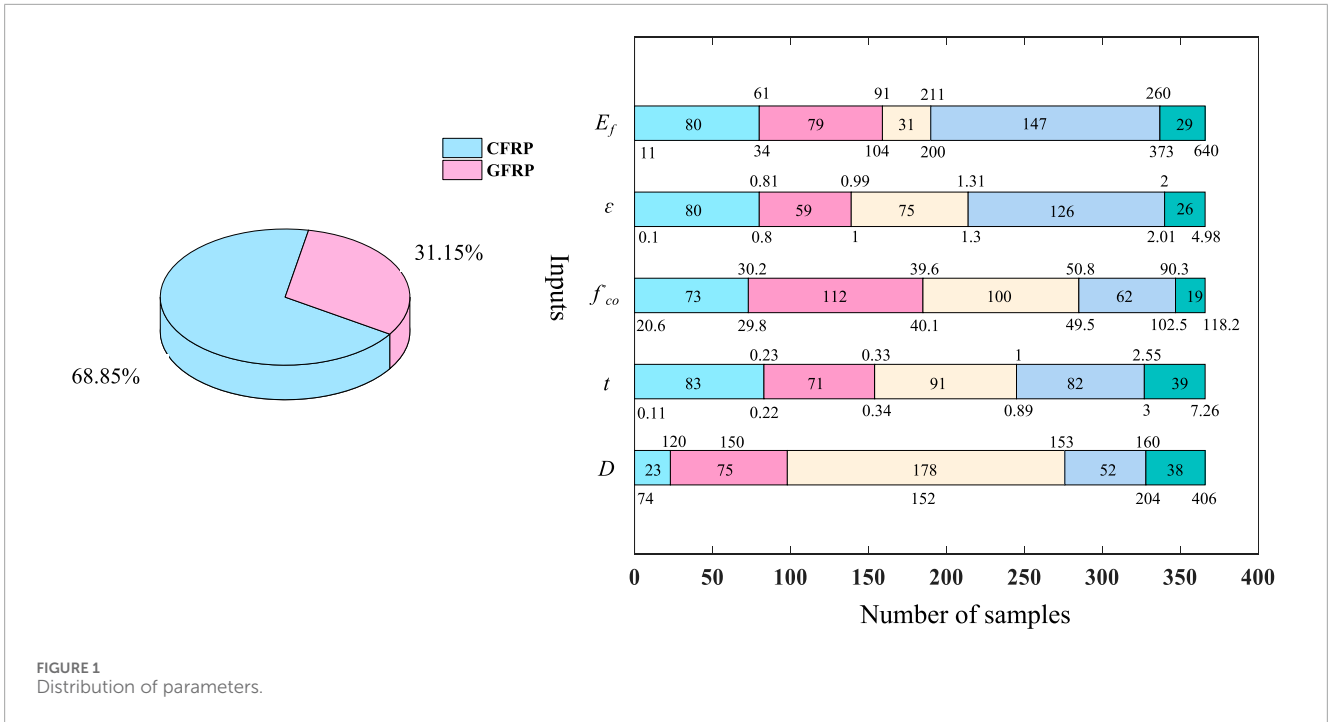 CFRP
GFRP
31.15%
68.85%
Inputs
61 91 211 260
E_f 80 79 31 147 29
11 34 104 200 373 640
0.81 0.99 1.31 2
ε 80 59 75 126 26
0.1 0.8 1 1.3 2.01 4.98
30.2 39.6 50.8 90.3
f_co 73 112 100 62 19
20.6 29.8 40.1 49.5 102.5 118.2
0.23 0.33 1 2.55
t 83 71 91 82 39
0.11 0.22 0.34 0.89 3 7.26
120 150 153 160
D 23 75 178 52 38
74 152 204 406
0 50 100 150 200 250 300 350 400
Number of samples
FIGURE 1
Distribution of parameters.